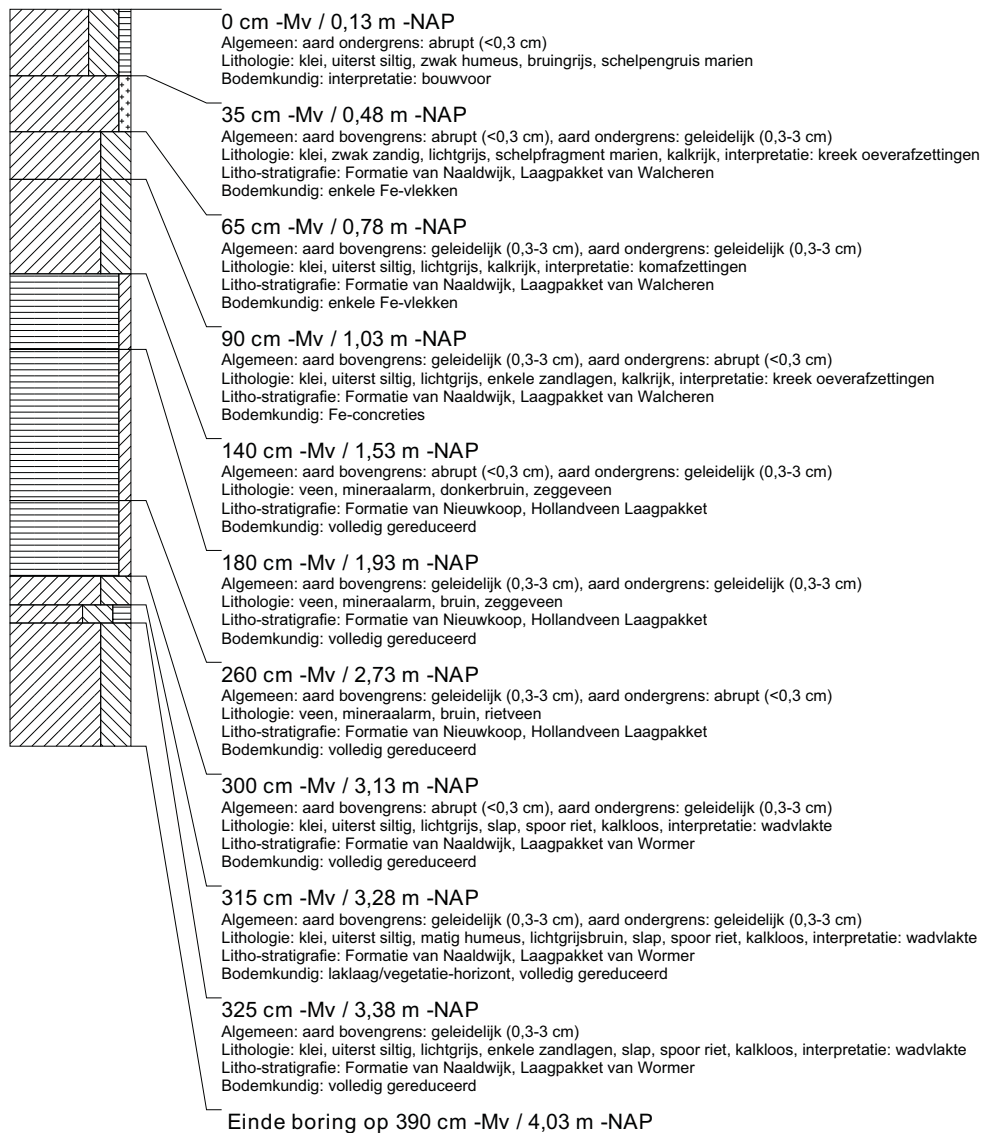 0 cm -Mv / 0,13 m -NAP
Algemeen: aard ondergrens: abrupt (<0,3 cm)
Lithologie: klei, uiterst siltig, zwak humeus, bruingrijs, schelpengruis marien
Bodemkundig: interpretatie: bouwvoor
35 cm -Mv / 0,48 m -NAP
Algemeen: aard bovengrens: abrupt (<0,3 cm), aard ondergrens: geleidelijk (0,3-3 cm)
Lithologie: klei, zwak zandig, lichtgrijs, schelpfragment marien, kalkrijk, interpretatie: kreek oeverafzettingen
Litho-stratigrafie: Formatie van Naaldwijk, Laagpakket van Walcheren
Bodemkundig: enkele Fe-vlekken
65 cm -Mv / 0,78 m -NAP
Algemeen: aard bovengrens: geleidelijk (0,3-3 cm), aard ondergrens: geleidelijk (0,3-3 cm)
Lithologie: klei, uiterst siltig, lichtgrijs, kalkrijk, interpretatie: komafzettingen
Litho-stratigrafie: Formatie van Naaldwijk, Laagpakket van Walcheren
Bodemkundig: enkele Fe-vlekken
90 cm -Mv / 1,03 m -NAP
Algemeen: aard bovengrens: geleidelijk (0,3-3 cm), aard ondergrens: abrupt (<0,3 cm)
Lithologie: klei, uiterst siltig, lichtgrijs, enkele zandlagen, kalkrijk, interpretatie: kreek oeverafzettingen
Litho-stratigrafie: Formatie van Naaldwijk, Laagpakket van Walcheren
Bodemkundig: Fe-concreties
140 cm -Mv / 1,53 m -NAP
Algemeen: aard bovengrens: abrupt (<0,3 cm), aard ondergrens: geleidelijk (0,3-3 cm)
Lithologie: veen, mineraalarm, donkerbruin, zeggeveen
Litho-stratigrafie: Formatie van Nieuwkoop, Hollandveen Laagpakket
Bodemkundig: volledig gereduceerd
180 cm -Mv / 1,93 m -NAP
Algemeen: aard bovengrens: geleidelijk (0,3-3 cm), aard ondergrens: geleidelijk (0,3-3 cm)
Lithologie: veen, mineraalarm, bruin, zeggeveen
Litho-stratigrafie: Formatie van Nieuwkoop, Hollandveen Laagpakket
Bodemkundig: volledig gereduceerd
260 cm -Mv / 2,73 m -NAP
Algemeen: aard bovengrens: geleidelijk (0,3-3 cm), aard ondergrens: abrupt (<0,3 cm)
Lithologie: veen, mineraalarm, bruin, rietveen
Litho-stratigrafie: Formatie van Nieuwkoop, Hollandveen Laagpakket
Bodemkundig: volledig gereduceerd
300 cm -Mv / 3,13 m -NAP
Algemeen: aard bovengrens: abrupt (<0,3 cm), aard ondergrens: geleidelijk (0,3-3 cm)
Lithologie: klei, uiterst siltig, lichtgrijs, slap, spoor riet, kalkloos, interpretatie: wadvlakte
Litho-stratigrafie: Formatie van Naaldwijk, Laagpakket van Wormer
Bodemkundig: volledig gereduceerd
315 cm -Mv / 3,28 m -NAP
Algemeen: aard bovengrens: geleidelijk (0,3-3 cm), aard ondergrens: geleidelijk (0,3-3 cm)
Lithologie: klei, uiterst siltig, matig humeus, lichtgrijsbruin, slap, spoor riet, kalkloos, interpretatie: wadvlakte
Litho-stratigrafie: Formatie van Naaldwijk, Laagpakket van Wormer
Bodemkundig: laklaag/vegetatie-horizont, volledig gereduceerd
325 cm -Mv / 3,38 m -NAP
Algemeen: aard bovengrens: geleidelijk (0,3-3 cm)
Lithologie: klei, uiterst siltig, lichtgrijs, enkele zandlagen, slap, spoor riet, kalkloos, interpretatie: wadvlakte
Litho-stratigrafie: Formatie van Naaldwijk, Laagpakket van Wormer
Bodemkundig: volledig gereduceerd
Einde boring op 390 cm -Mv / 4,03 m -NAP